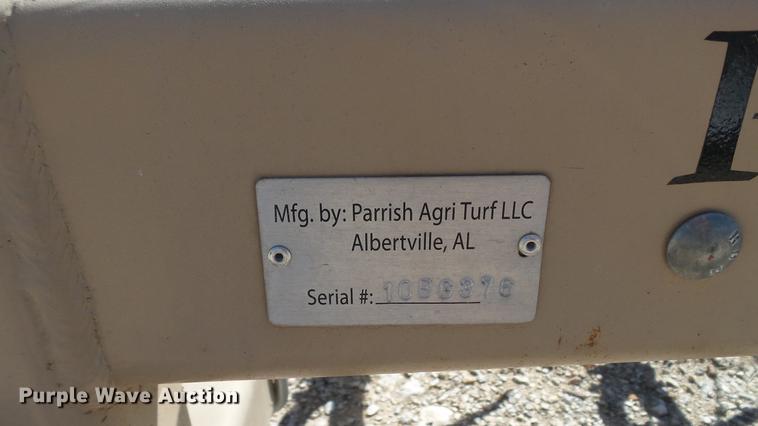 Mfg. by: Parrish Agri Turf LLC
Albertville, AL
Serial #:
Purple Wave Auction